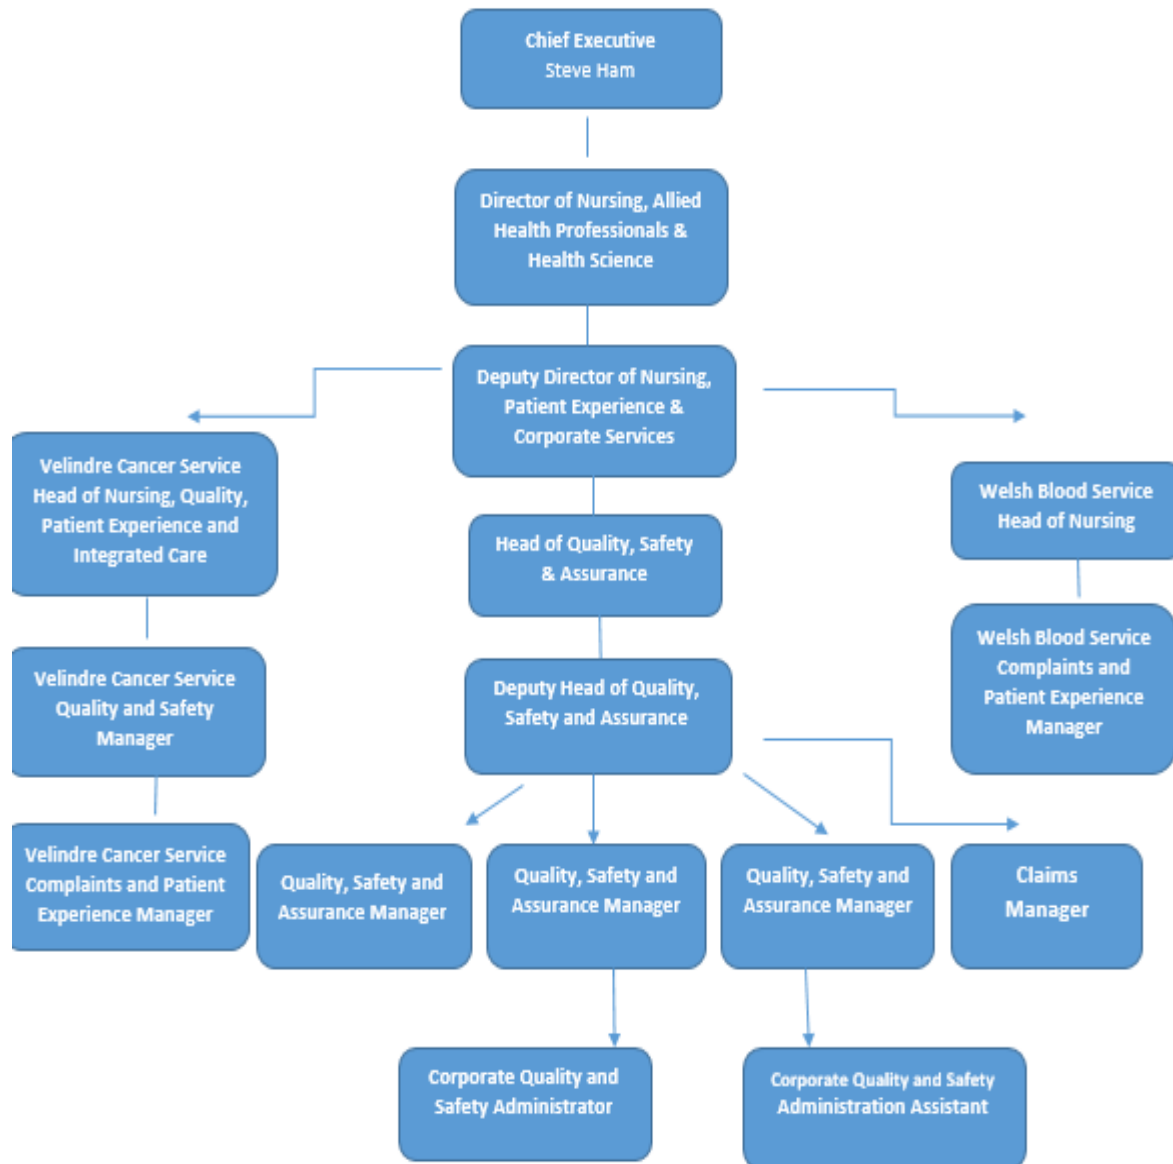 Chief Executive
Steve Ham
Director of Nursing, Allied
Health Professionals &
Health Science
Deputy Director of Nursing,
Patient Experience &
Corporate Services
Velindre Cancer Service
Head of Nursing, Quality,
Patient Experience and
Integrated Care
Welsh Blood Service
Head of Nursing
Head of Quality, Safety
& Assurance
Velindre Cancer Service
Quality and Safety
Manager
Deputy Head of Quality,
Safety and Assurance
Welsh Blood Service
Complaints and
Patient Experience
Manager
Velindre Cancer Service
Complaints and Patient
Experience Manager
Quality, Safety and
Assurance Manager
Quality, Safety and
Assurance Manager
Quality, Safety and
Assurance Manager
Claims
Manager
Corporate Quality and
Safety Administrator
Corporate Quality and Safety
Administration Assistant